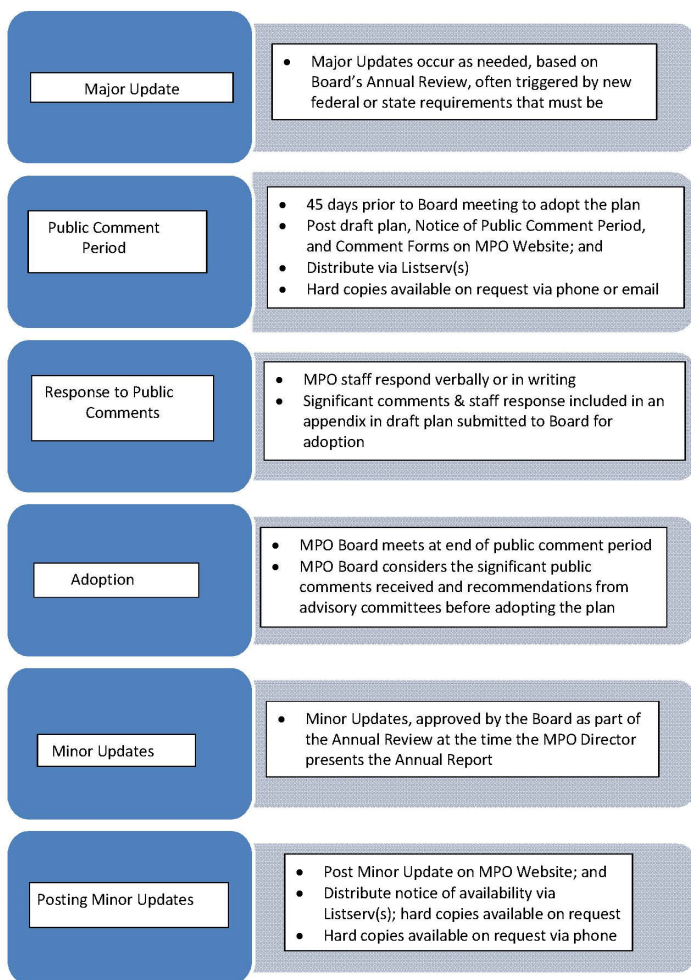 Major Update
• Major Updates occur as needed, based on
Board's Annual Review, often triggered by new
federal or state requirements that must be
Public Comment
Period
• 45 days prior to Board meeting to adopt the plan
• Post draft plan, Notice of Public Comment Period,
and Comment Forms on MPO Website; and
• Distribute via Listserv(s)
• Hard copies available on request via phone or email
Response to Public
Comments
• MPO staff respond verbally or in writing
• Significant comments & staff response included in an
appendix in draft plan submitted to Board for
adoption
Adoption
• MPO Board meets at end of public comment period
• MPO Board considers the significant public
comments received and recommendations from
advisory committees before adopting the plan
Minor Updates
• Minor Updates, approved by the Board as part of
the Annual Review at the time the MPO Director
presents the Annual Report
Posting Minor Updates
• Post Minor Update on MPO Website; and
• Distribute notice of availability via
Listserv(s); hard copies available on request
• Hard copies available on request via phone